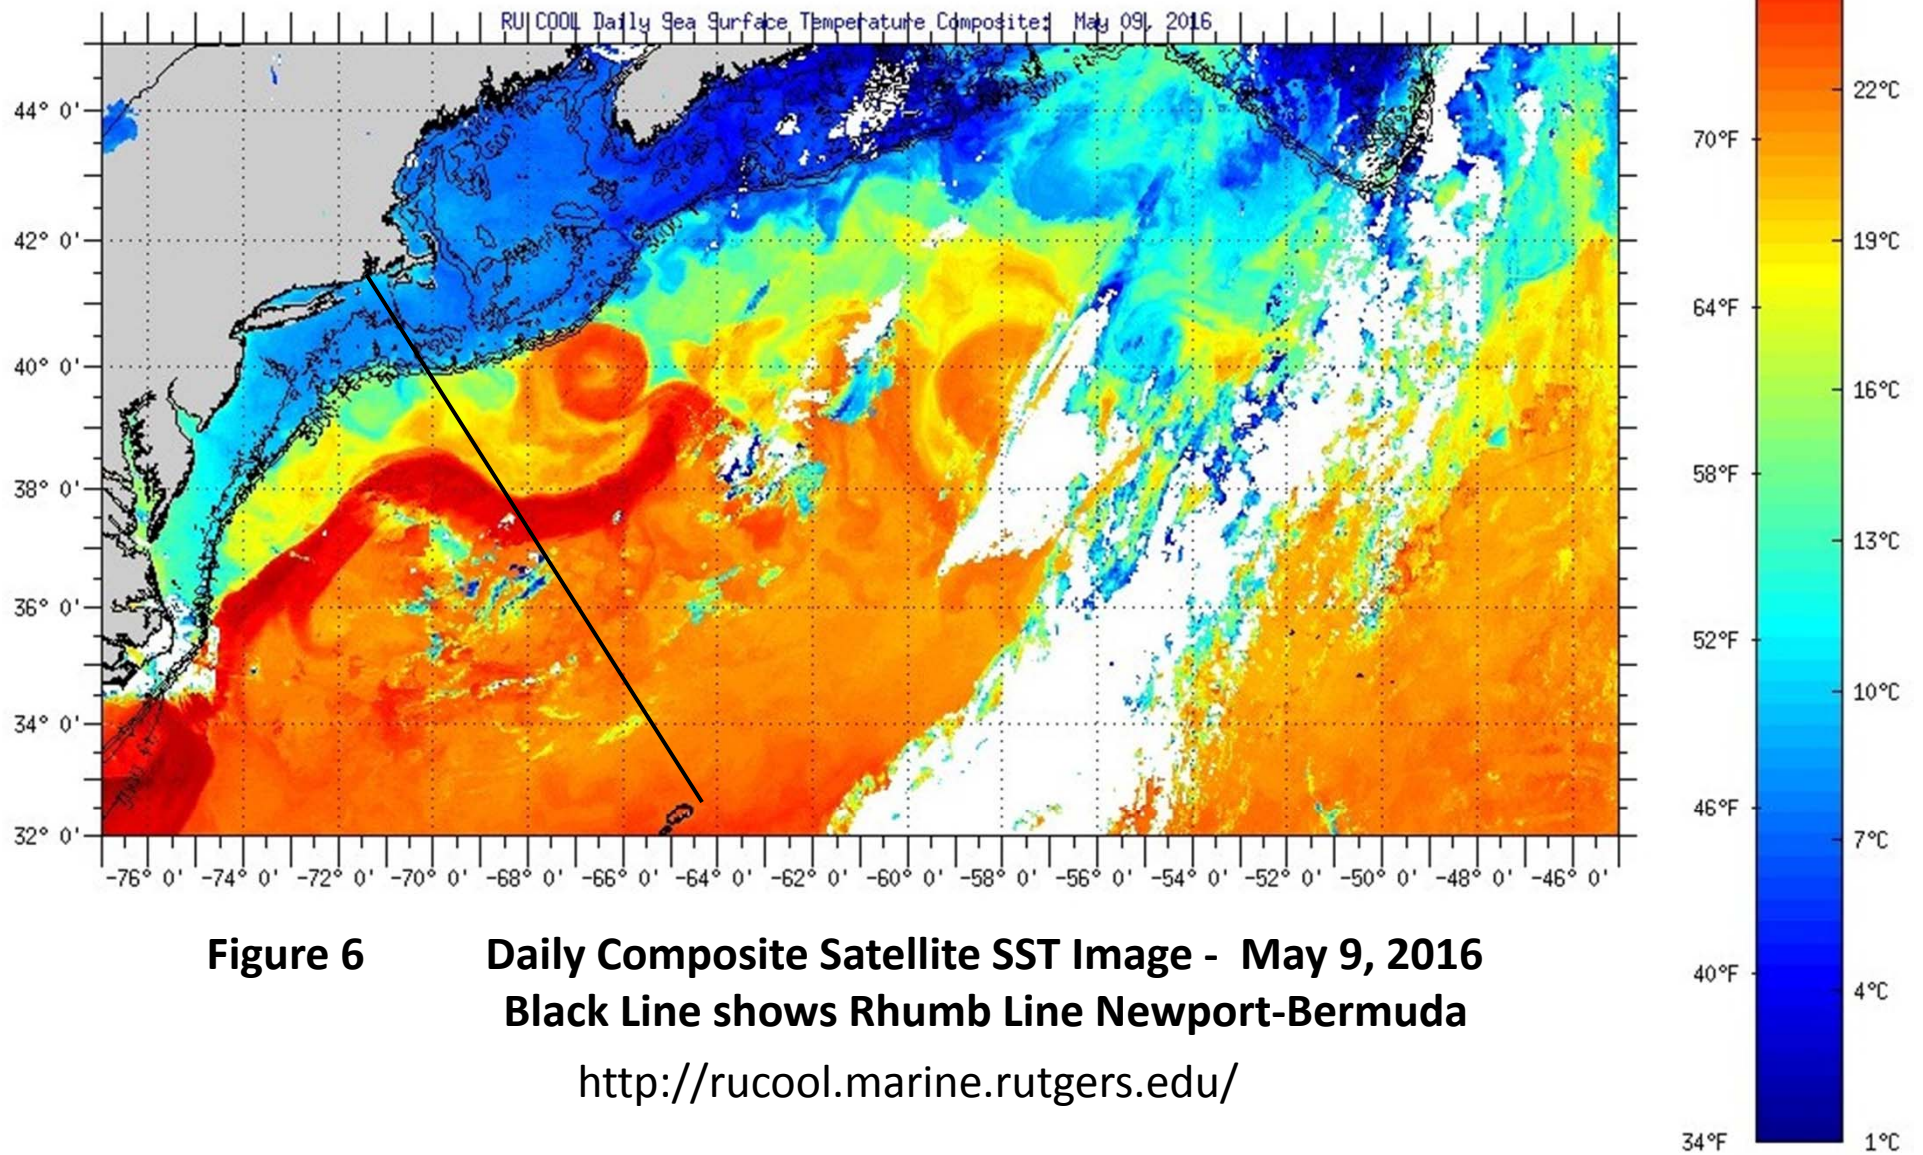 RU COOL Daily Sea Surface Temperature Composite: May 09, 2016
44° 0'
42° 0'
40° 0'
38° 0'
36° 0'
34° 0'
32° 0'
-76° 0' -74° 0' -72° 0' -70° 0' -68° 0' -66° 0' -64° 0' -62° 0' -60° 0' -58° 0' -56° 0' -54° 0' -52° 0' -50° 0' -48° 0' -46° 0'
22°C
70°F
19°C
64°F
16°C
58°F
13°C
52°F
10°C
46°F
7°C
40°F
4°C
34°F 1°C
Figure 6 Daily Composite Satellite SST Image - May 9, 2016
Black Line shows Rhumb Line Newport-Bermuda
http://rucool.marine.rutgers.edu/